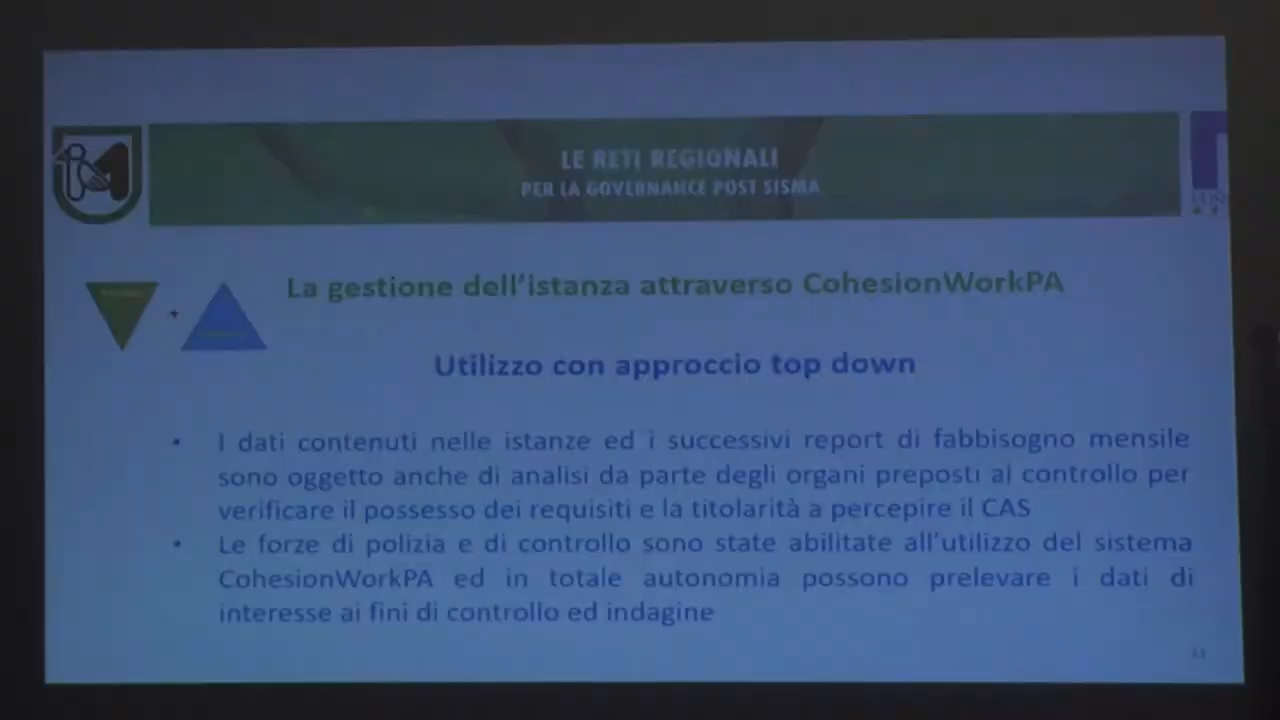 LE RETI REGIONALI
PER LA GOVERNANCE POST SISMA
La gestione dell'istanza attraverso CohesionWorkPA
Utilizzo con approccio top down
• I dati contenuti nelle istanze ed i successivi report di fabbisogno mensile
sono oggetto anche di analisi da parte degli organi preposti al controllo per
verificare il possesso dei requisiti e la titolarità a percepire il CAS
• Le forze di polizia e di controllo sono state abilitate all'utilizzo del sistema
CohesionWorkPA ed in totale autonomia possono prelevare i dati di
interesse ai fini di controllo ed indagine